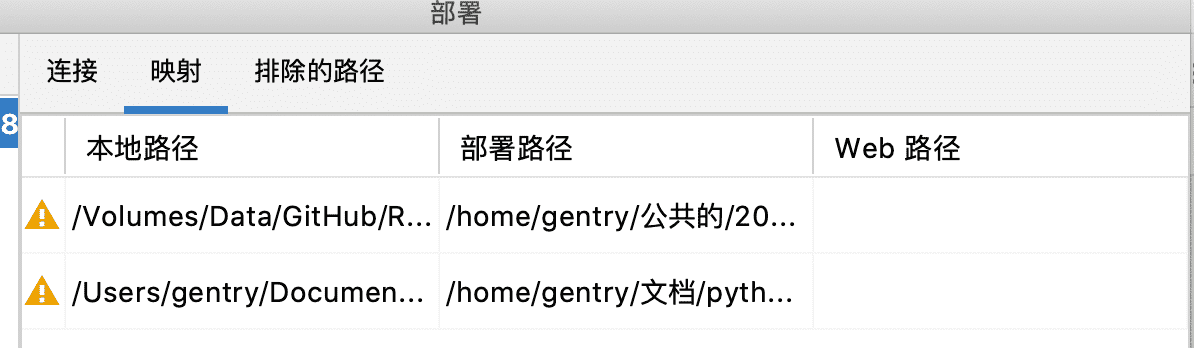 部署
连接 映射 排除的路径
8
本地路径 部署路径 Web 路径
/Volumes/Data/GitHub/R... /home/gentry/公共的/20...
/Users/gentry/Documen... /home/gentry/文档/pyth...